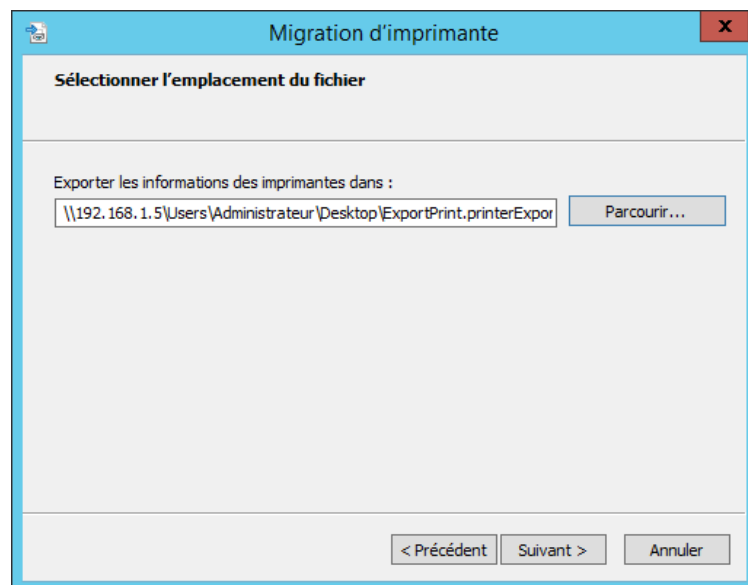 Migration d'imprimante
x
Sélectionner l'emplacement du fichier
Exporter les informations des imprimantes dans :
\\192.168.1.5\Users\Administrateur\Desktop\ExportPrint.printerExpor
Parcourir...
< Précédent
Suivant >
Annuler